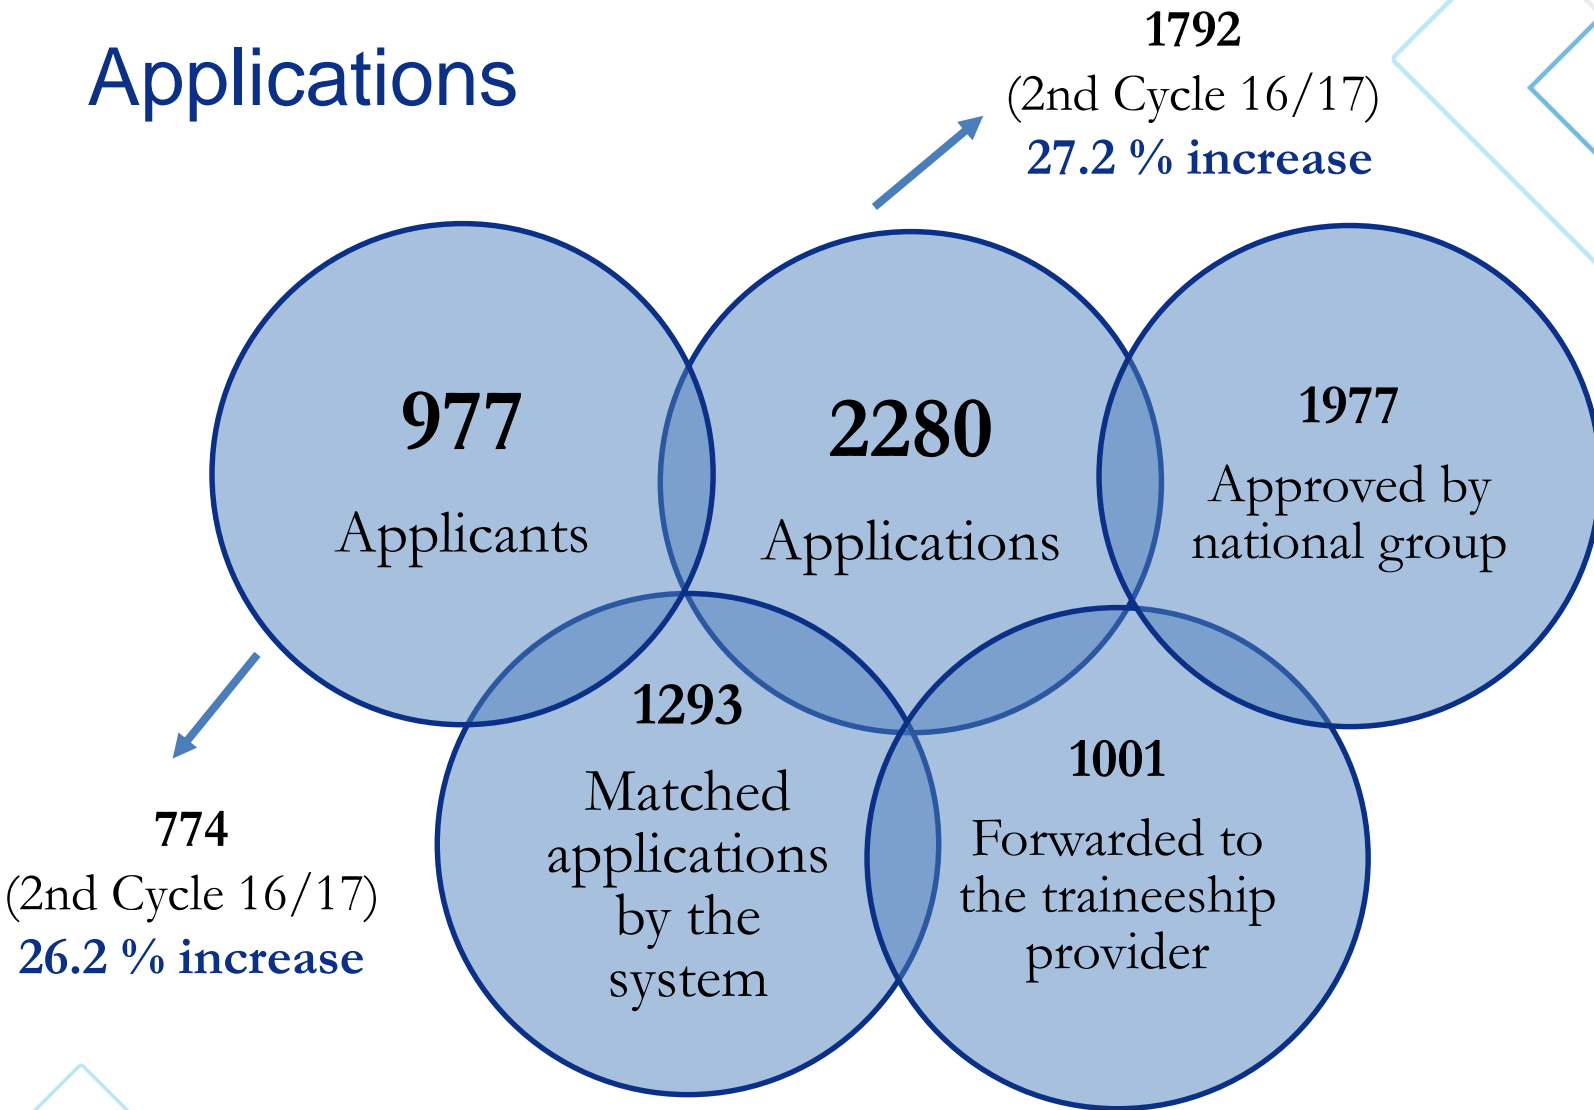 Applications
1792
(2nd Cycle 16/17)
27.2 % increase
977
Applicants
2280
Applications
1977
Approved by
national group
1293
Matched
applications
by the
system
1001
Forwarded to
the traineeship
provider
774
(2nd Cycle 16/17)
26.2 % increase